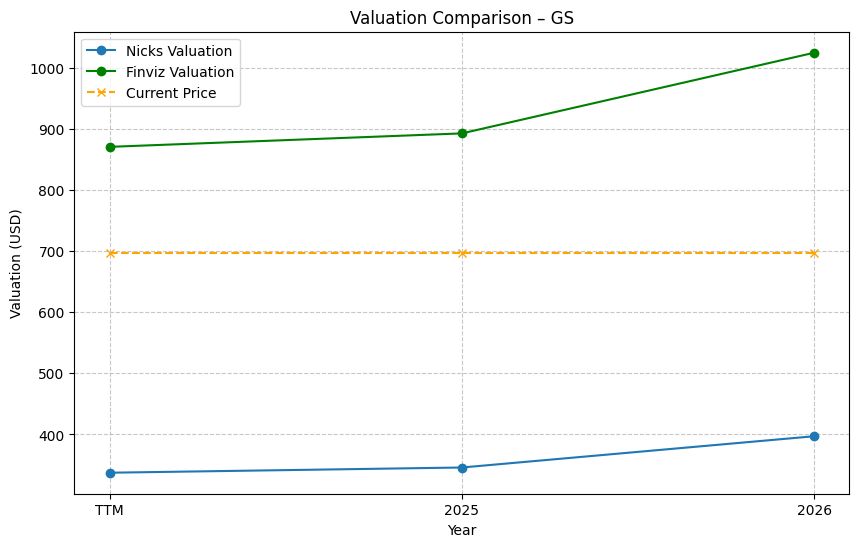 Valuation Comparison – GS
Nicks Valuation
Finviz Valuation
Current Price
Valuation (USD)
1000
900
800
700
600
500
400
TTM
2025
2026
Year